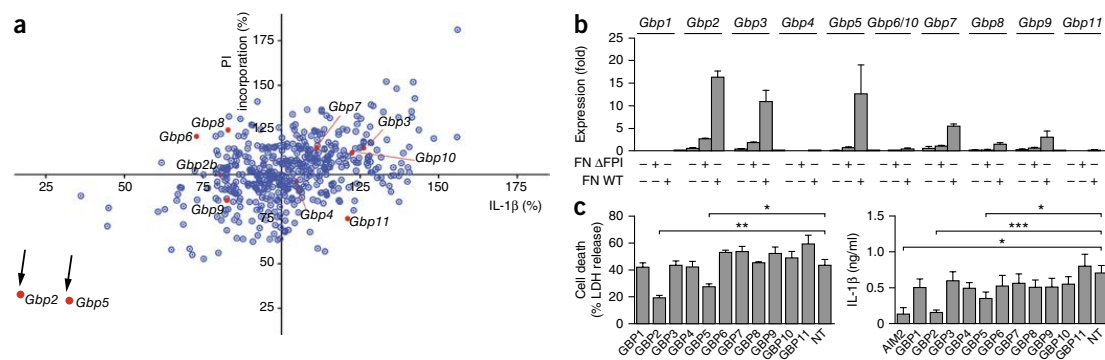 a
PI
incorporation (%)
175
150
125
Gbp7
Gbp8
Gbp3
Gbp6
Gbp10
Gbp2b
25
50
75
125
150
175
IL-1β (%)
Gbp9
Gbp4
75
Gbp11
50
Gbp2
Gbp5
25
b
Gbp1 Gbp2 Gbp3 Gbp4 Gbp5 Gbp6/10 Gbp7 Gbp8 Gbp9 Gbp11
Expression (fold)
25
20
15
10
5
0
FN ΔFPI – + – – + – – + – – + – – + – – + – – + – – + – – + – – + –
FN WT – – + – – + – – + – – + – – + – – + – – + – – + – – + – – +
c
Cell death
(% LDH release)
80
60
40
20
0
*
**
GBP1 GBP2 GBP3 GBP4 GBP5 GBP6 GBP7 GBP8 GBP9 GBP10 GBP11 NT
IL-1β (ng/ml)
1.5
1.0
0.5
0
*
***
*
AIM2 GBP1 GBP2 GBP3 GBP4 GBP5 GBP6 GBP7 GBP8 GBP9 GBP10 GBP11 NT